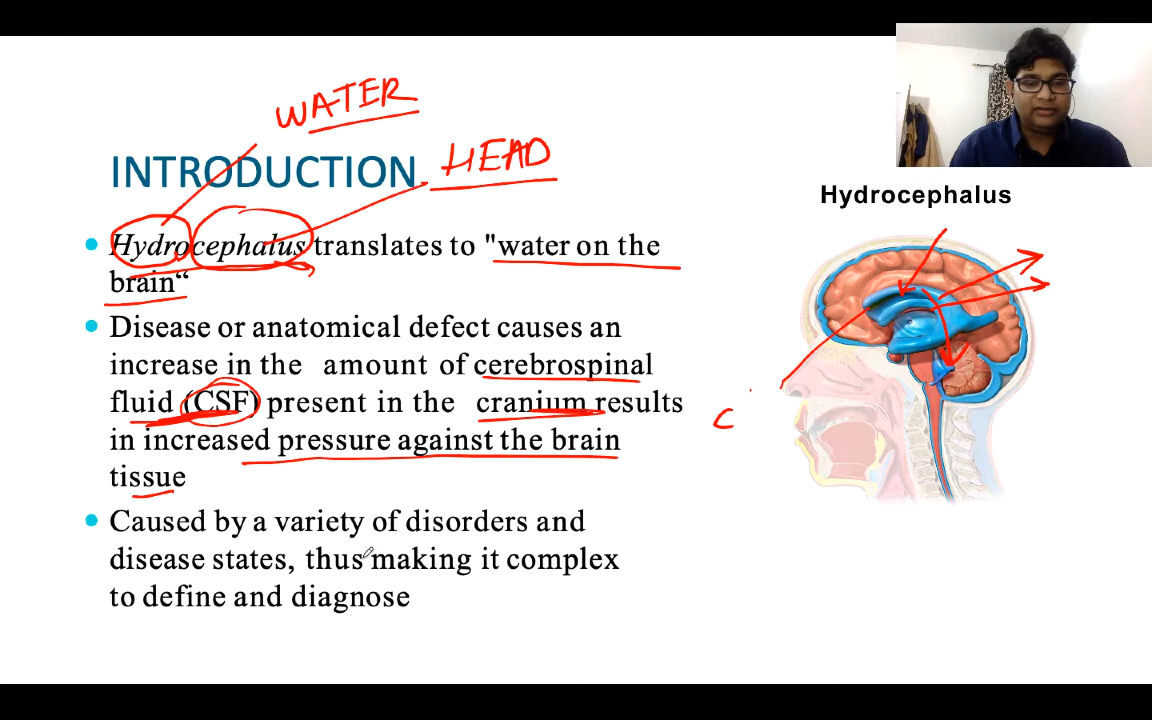 WATER
INTRODUCTION
HEAD
Hydrocephalus
Hydrocephalus translates to "water on the
brain“
Disease or anatomical defect causes an
increase in the amount of cerebrospinal
fluid (CSF) present in the cranium results
in increased pressure against the brain
tissue
C
Caused by a variety of disorders and
disease states, thus making it complex
to define and diagnose